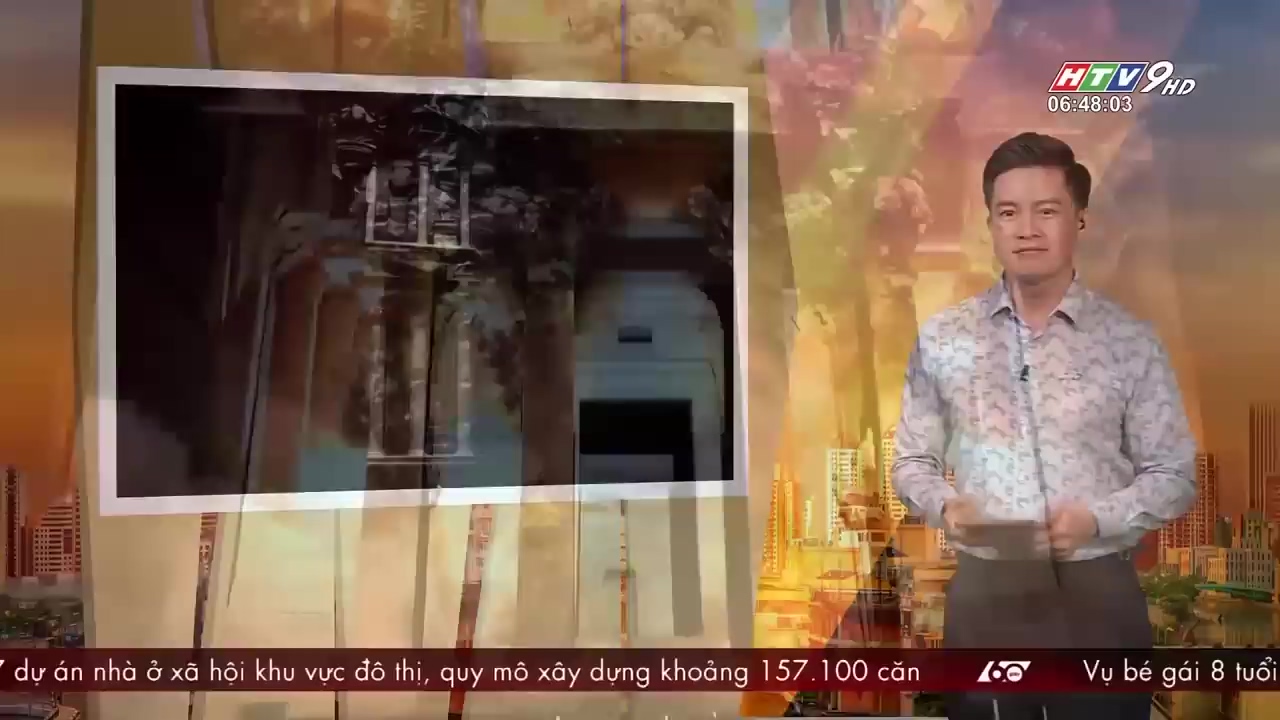 HTV9HD
06:48:03
dự án nhà ở xã hội khu vực đô thị, quy mô xây dựng khoảng 157.100 căn 60 Vụ bé gái 8 tuổi